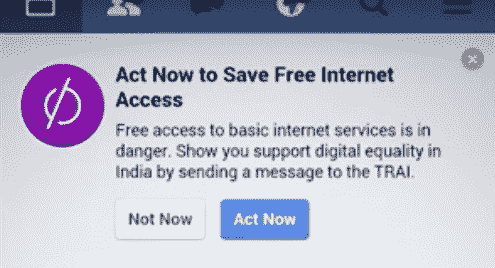 Act Now to Save Free Internet
Access
Free access to basic internet services is in
danger. Show you support digital equality in
India by sending a message to the TRAI.
Not Now
Act Now